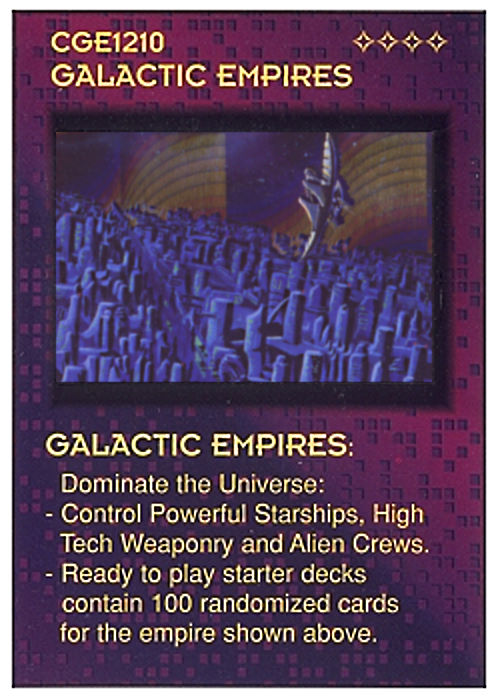 CGE1210
GALACTIC EMPIRES
GALACTIC EMPIRES:
Dominate the Universe:
- Control Powerful Starships, High
Tech Weaponry and Alien Crews.
- Ready to play starter decks
contain 100 randomized cards
for the empire shown above.